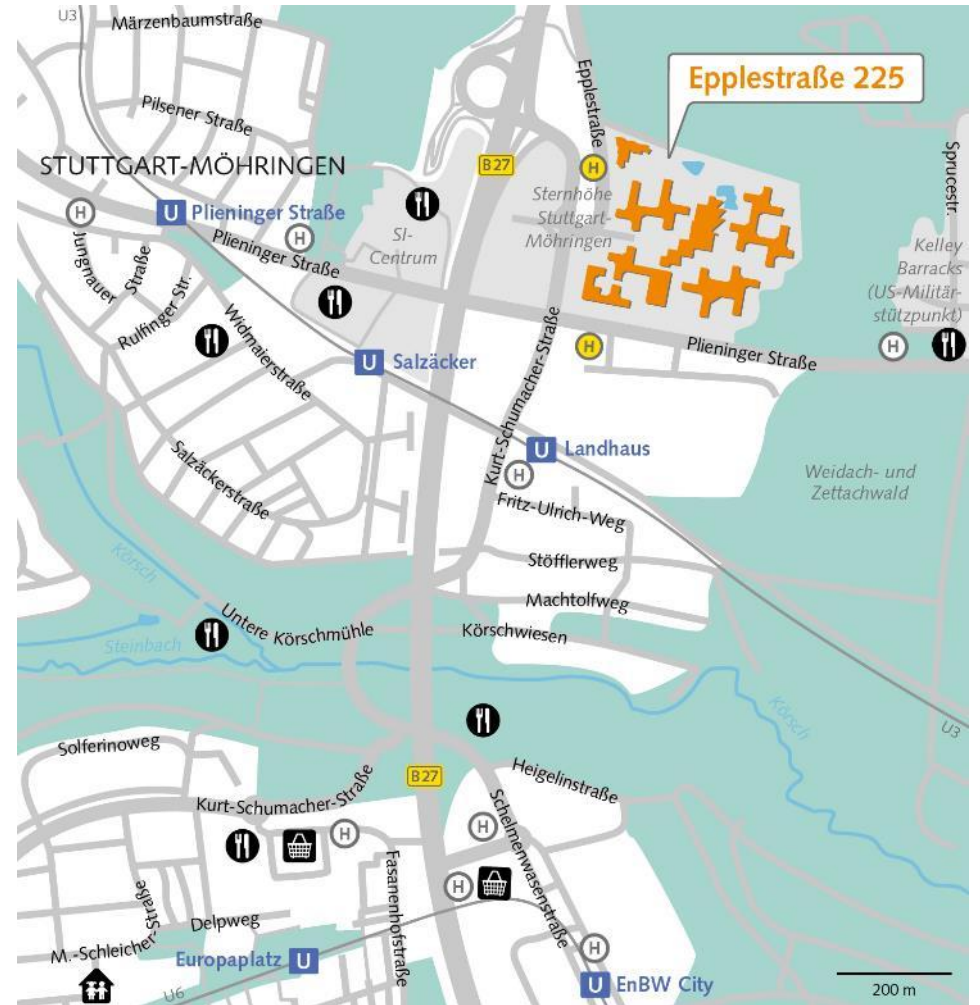 U3
Märzenbaumstraße
Pilsener Straße
STUTTGART-MÖHRINGEN
Epplestraße
Epplestraße 225
B27
H
Sternhöhe
Stuttgart-
Möhringen
Sprucestr.
H
U Plieninger Straße
H
Plieninger Straße
SI-
Centrum
Kelley
Barracks
(US-Militär-
stützpunkt)
Jungnauer
Straße
Rulfinger Str.
Widmaierstraße
U Salzäcker
H
Plieninger Straße
H
Kurt-Schumacher-Straße
U Landhaus
H
Salzäckerstraße
Fritz-Ulrich-Weg
Weidach- und
Zettachwald
Stöfflerweg
Machtolfweg
Körsch
Untere Körschmühle
Körschwiesen
Steinbach
Körsch
U3
Solferinoweg
B27
Heigelinstraße
Kurt-Schumacher-Straße
H
H
Schelmenwasenstraße
Fasanenhofstraße
H
M.-Schleicher-Straße
Delpweg
Europaplatz U
H
U EnBW City
U6
200 m